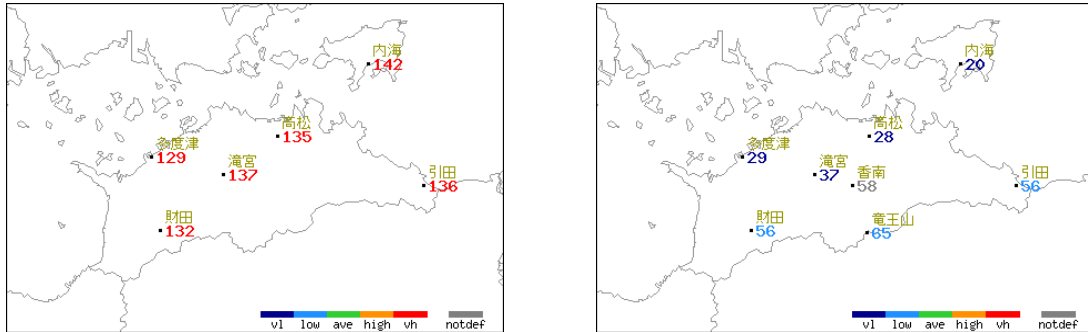 内海
142
高松
135
多度津
129
滝宮
137
引田
136
財田
132
vl low ave high vh notdef
内海
20
高松
28
多度津
29
滝宮
37
香南
58
引田
56
財田
56
竜王山
65
vl low ave high vh notdef